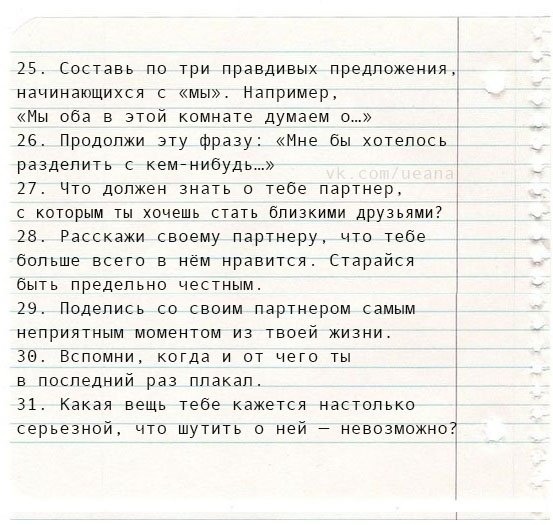 25. Составь по три правдивых предложения,
начинающихся с «мы». Например,
«Мы оба в этой комнате думаем о…»
26. Продолжи эту фразу: «Мне бы хотелось
разделить с кем-нибудь…»
vk.com/ueana
27. Что должен знать о тебе партнер,
с которым ты хочешь стать близкими друзьями?
28. Расскажи своему партнеру, что тебе
больше всего в нём нравится. Старайся
быть предельно честным.
29. Поделись со своим партнером самым
неприятным моментом из твоей жизни.
30. Вспомни, когда и от чего ты
в последний раз плакал.
31. Какая вещь тебе кажется настолько
серьезной, что шутить о ней — невозможно?